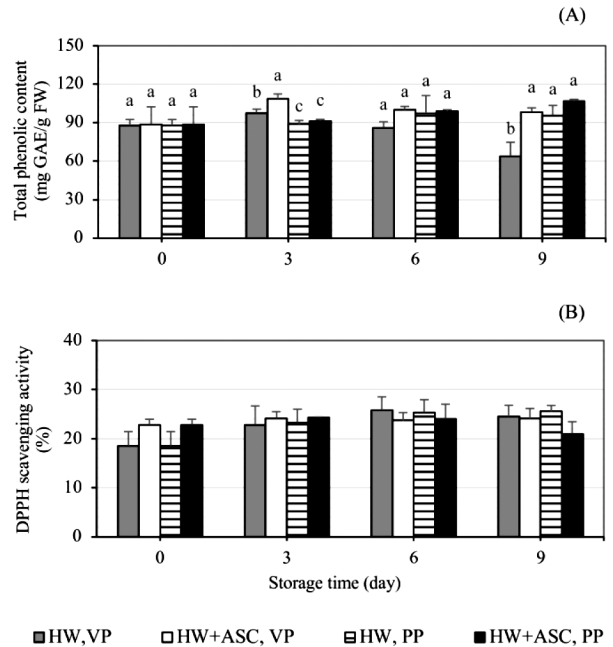 (A)
Total phenolic content
(mg GAE/g FW)
150
120
90
60
30
0
a a a a
b a c c
a a a a
b a a a
0 3 6 9
(B)
DPPH scavenging activity
(%)
40
30
20
10
0
0 3 6 9
Storage time (day)
HW,VP HW+ASC, VP HW, PP HW+ASC, PP